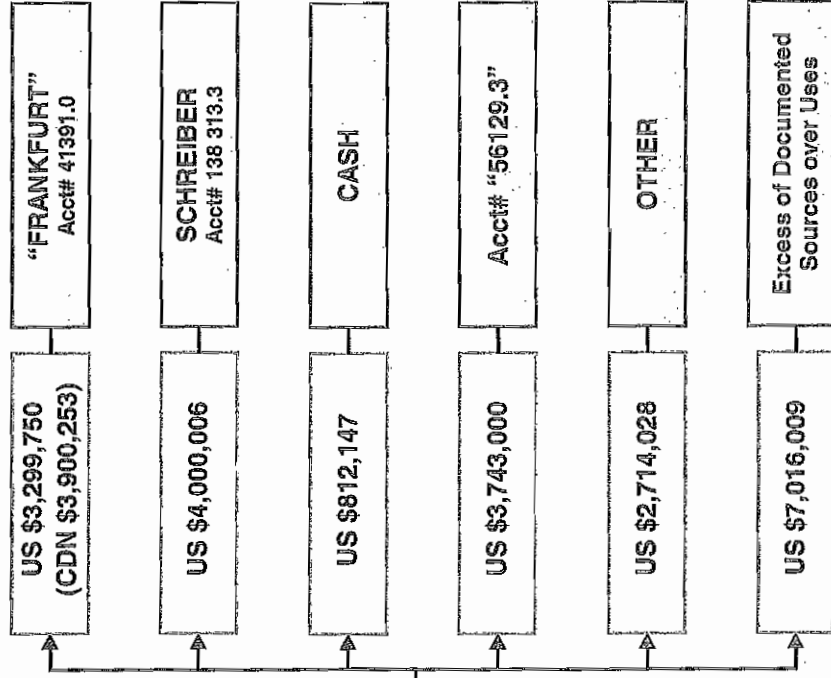 US $3,299,750
(CDN $3,900,253)
"FRANKFURT"
Acct# 41391.0
US $4,000,006
SCHREIBER
Acct# 138 313.3
US $812,147
CASH
US $3,743,000
Acct# "56129.3"
US $2,714,028
OTHER
US $7,016,009
Excess of Documented
Sources over Uses